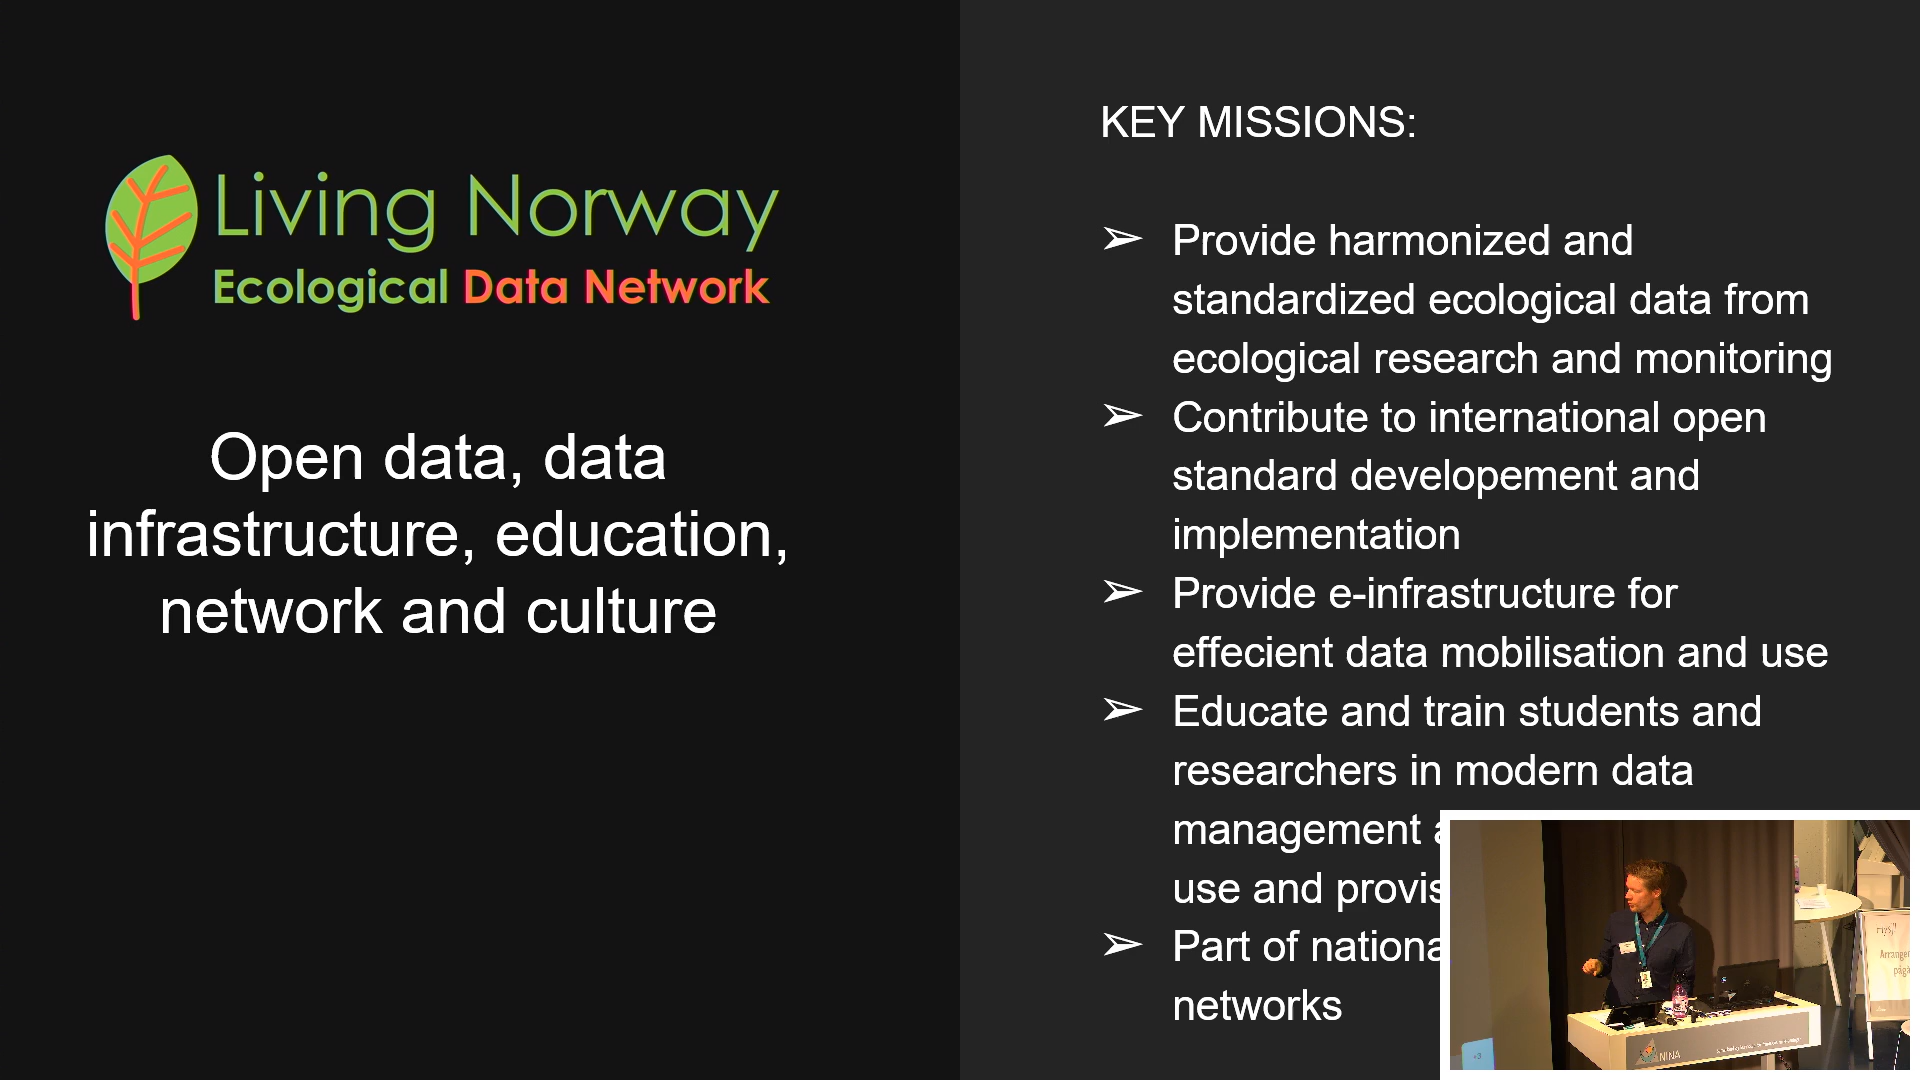 Living Norway
Ecological Data Network
Open data, data
infrastructure, education,
network and culture
KEY MISSIONS:
➢ Provide harmonized and
standardized ecological data from
ecological research and monitoring
➢ Contribute to international open
standard developement and
implementation
➢ Provide e-infrastructure for
effecient data mobilisation and use
➢ Educate and train students and
researchers in modern data
management
use and provis
➢ Part of nationa
networks
NINA